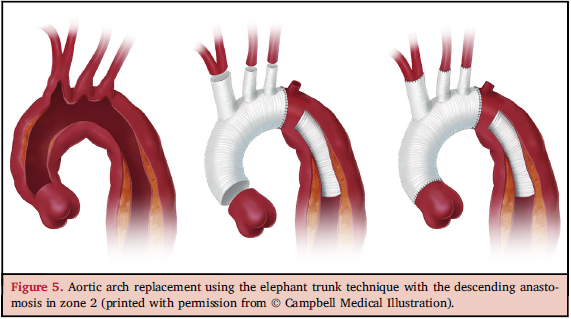 Figure 5. Aortic arch replacement using the elephant trunk technique with the descending anasto-
mosis in zone 2 (printed with permission from © Campbell Medical Illustration).